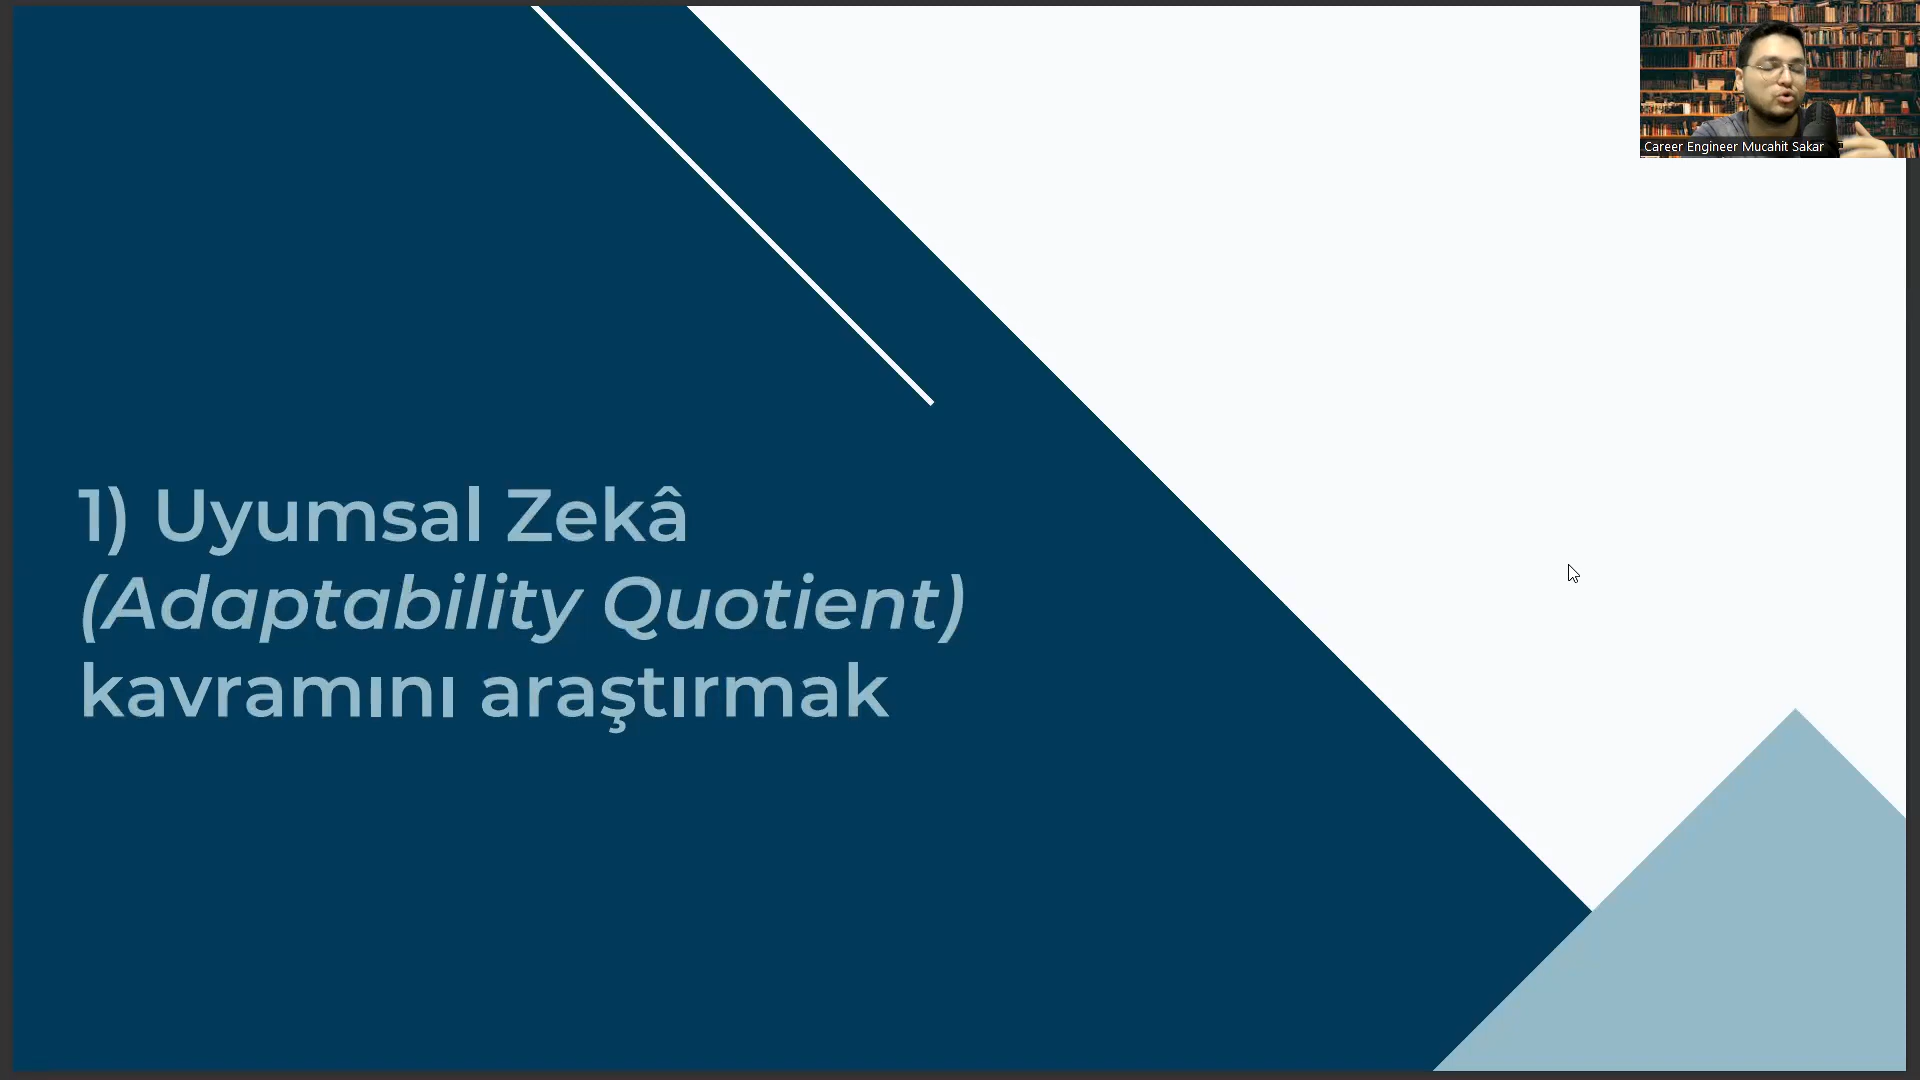 Career Engineer Mucahit Sakar
1) Uyumsal Zekâ
(Adaptability Quotient)
kavramını araştırmak